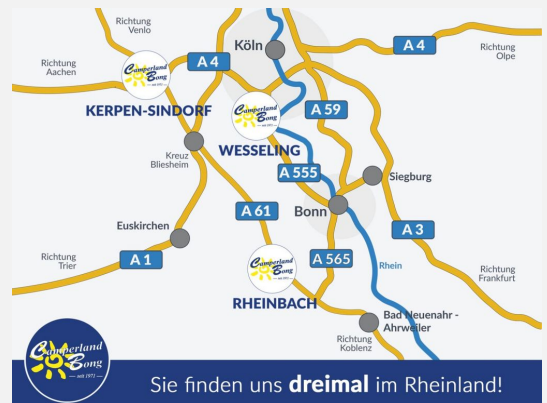 Richtung
Venlo
Köln
A 4
A 4
Richtung
Olpe
Richtung
Aachen
Camperland
Bong
seit 1971
KERPEN-SINDORF
A 59
Camperland
Bong
seit 1971
WESSELING
Kreuz
Bliesheim
A 555
Siegburg
A 61
Bonn
Euskirchen
A 3
A 1
Richtung
Trier
Camperland
Bong
seit 1971
A 565
Rhein
Richtung
Frankfurt
RHEINBACH
Bad Neuenahr -
Ahrweiler
Richtung
Koblenz
Camperland
Bong
seit 1971
Sie finden uns dreimal im Rheinland!